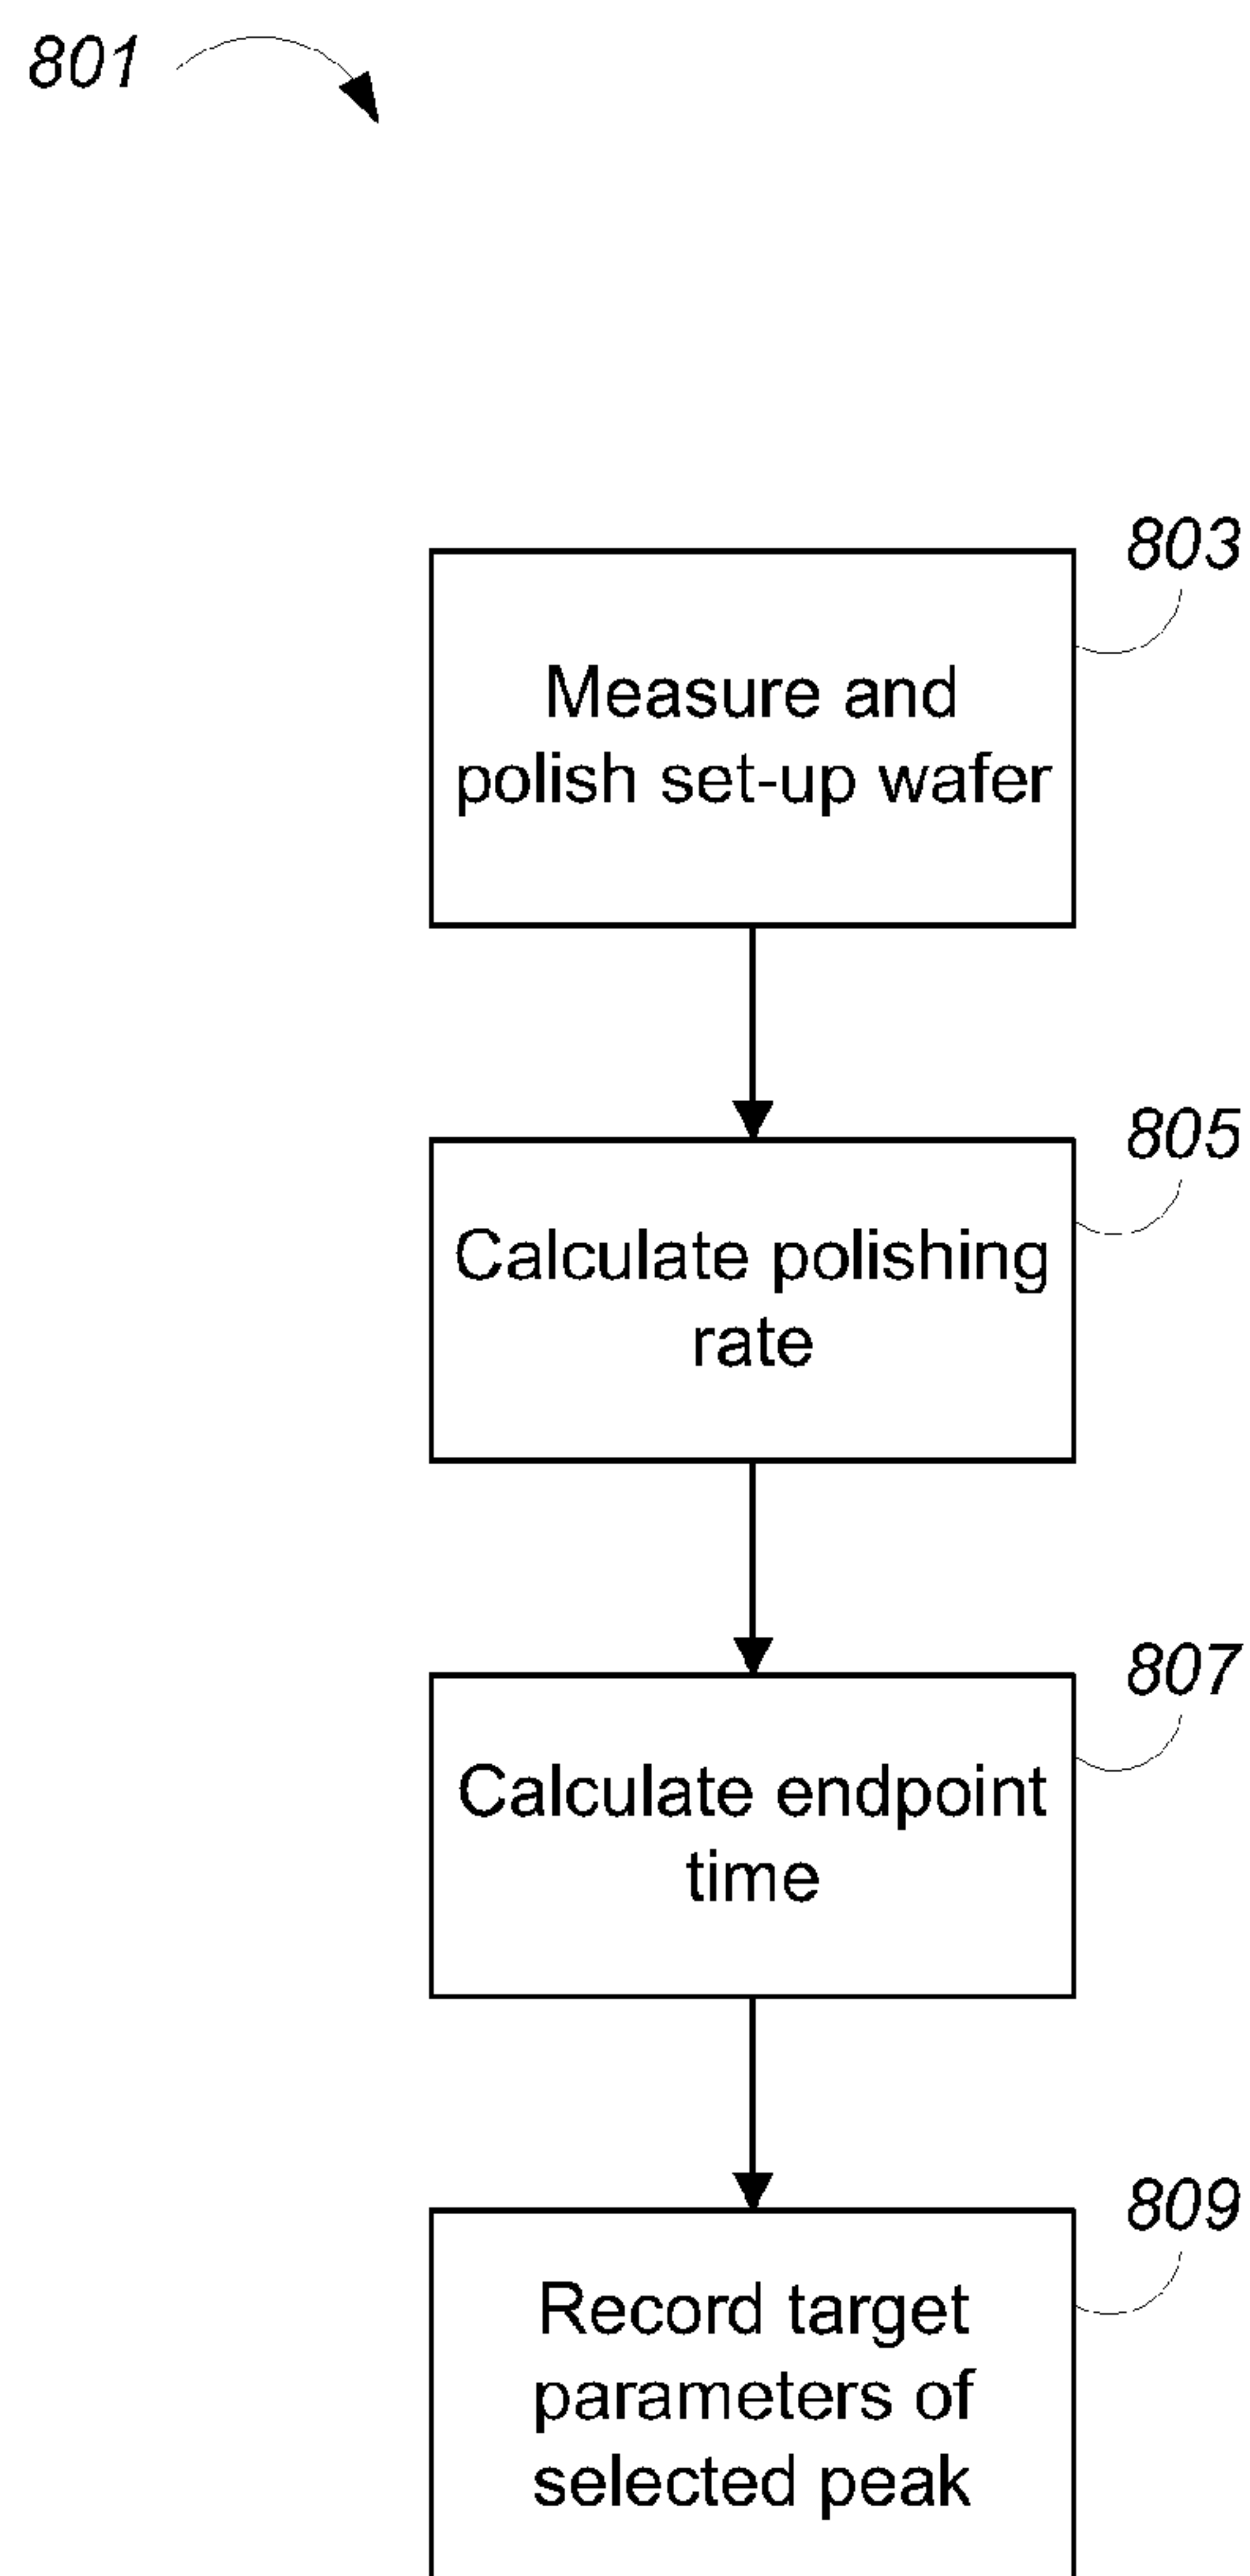 801
803
Measure and
polish set-up wafer
805
Calculate polishing
rate
807
Calculate endpoint
time
809
Record target
parameters of
selected peak